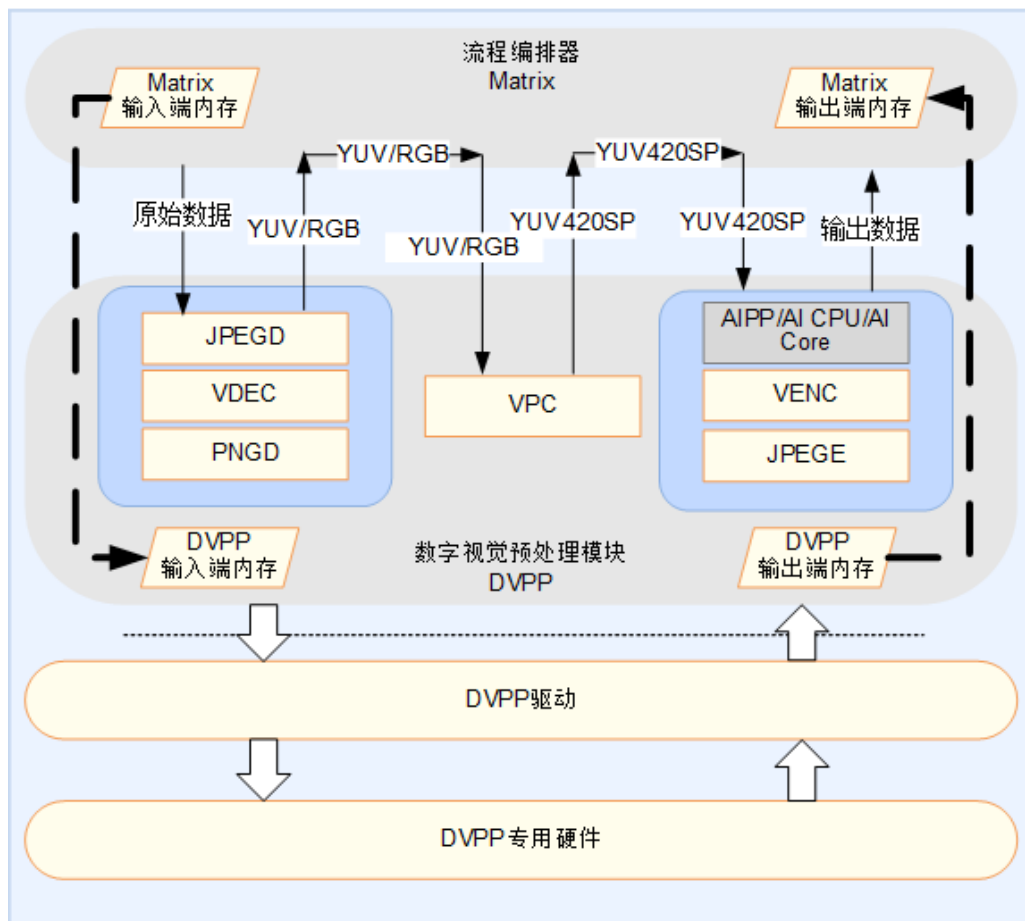 流程编排器
Matrix
Matrix
输入端内存
Matrix
输出端内存
YUV/RGB
YUV420SP
原始数据
YUV/RGB
YUV/RGB
YUV420SP
YUV420SP
输出数据
JPEGD
VDEC
PNGD
VPC
AIPP/AI CPU/AI
Core
VENC
JPEGE
DVPP
输入端内存
数字视觉预处理模块
DVPP
DVPP
输出端内存
DVPP驱动
DVPP专用硬件